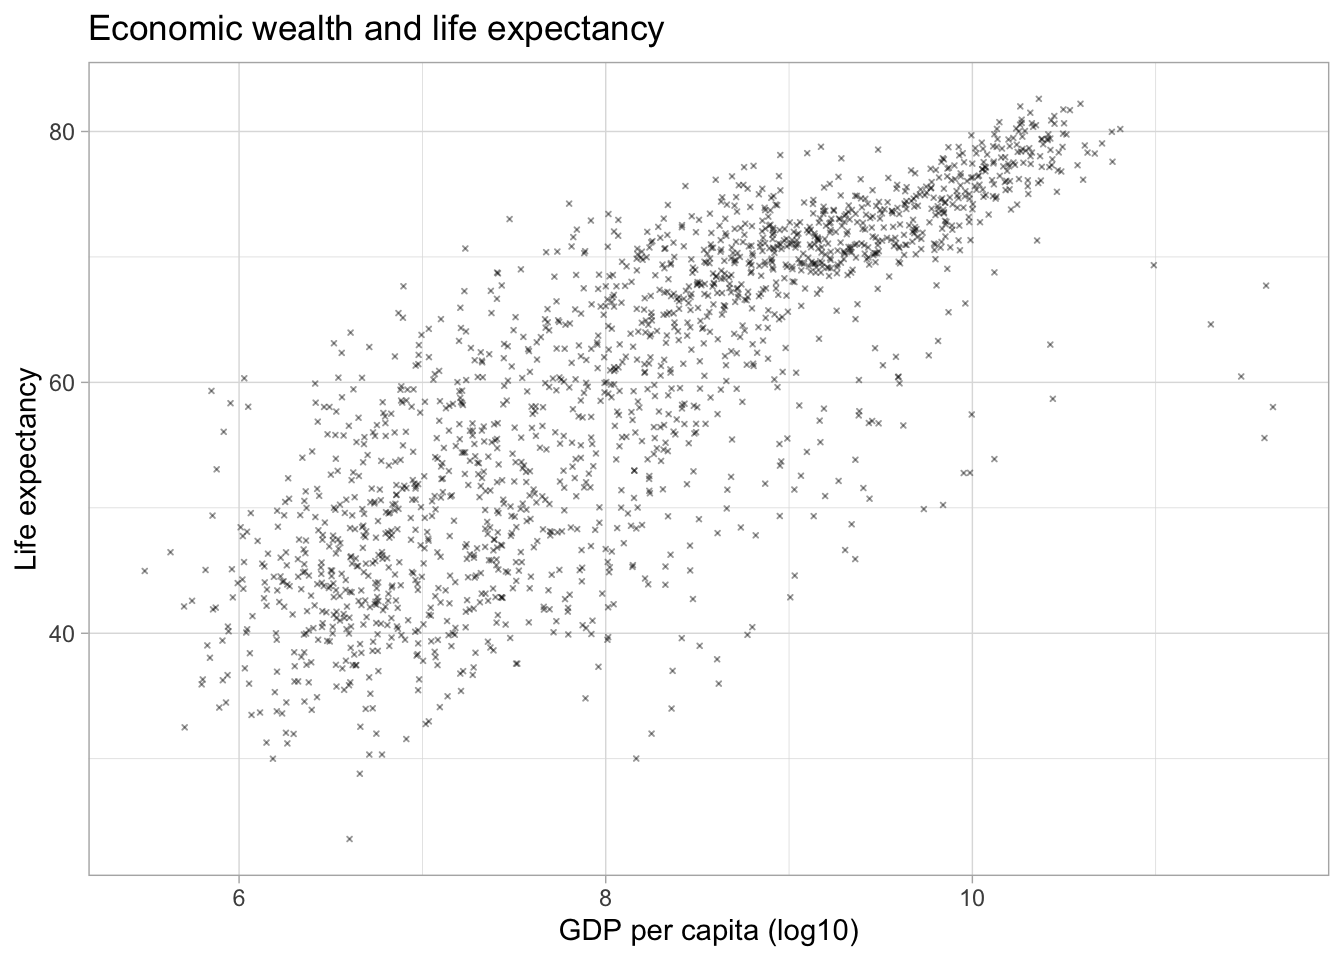 Economic wealth and life expectancy
Life expectancy
80
60
40
6 8 10
GDP per capita (log10)